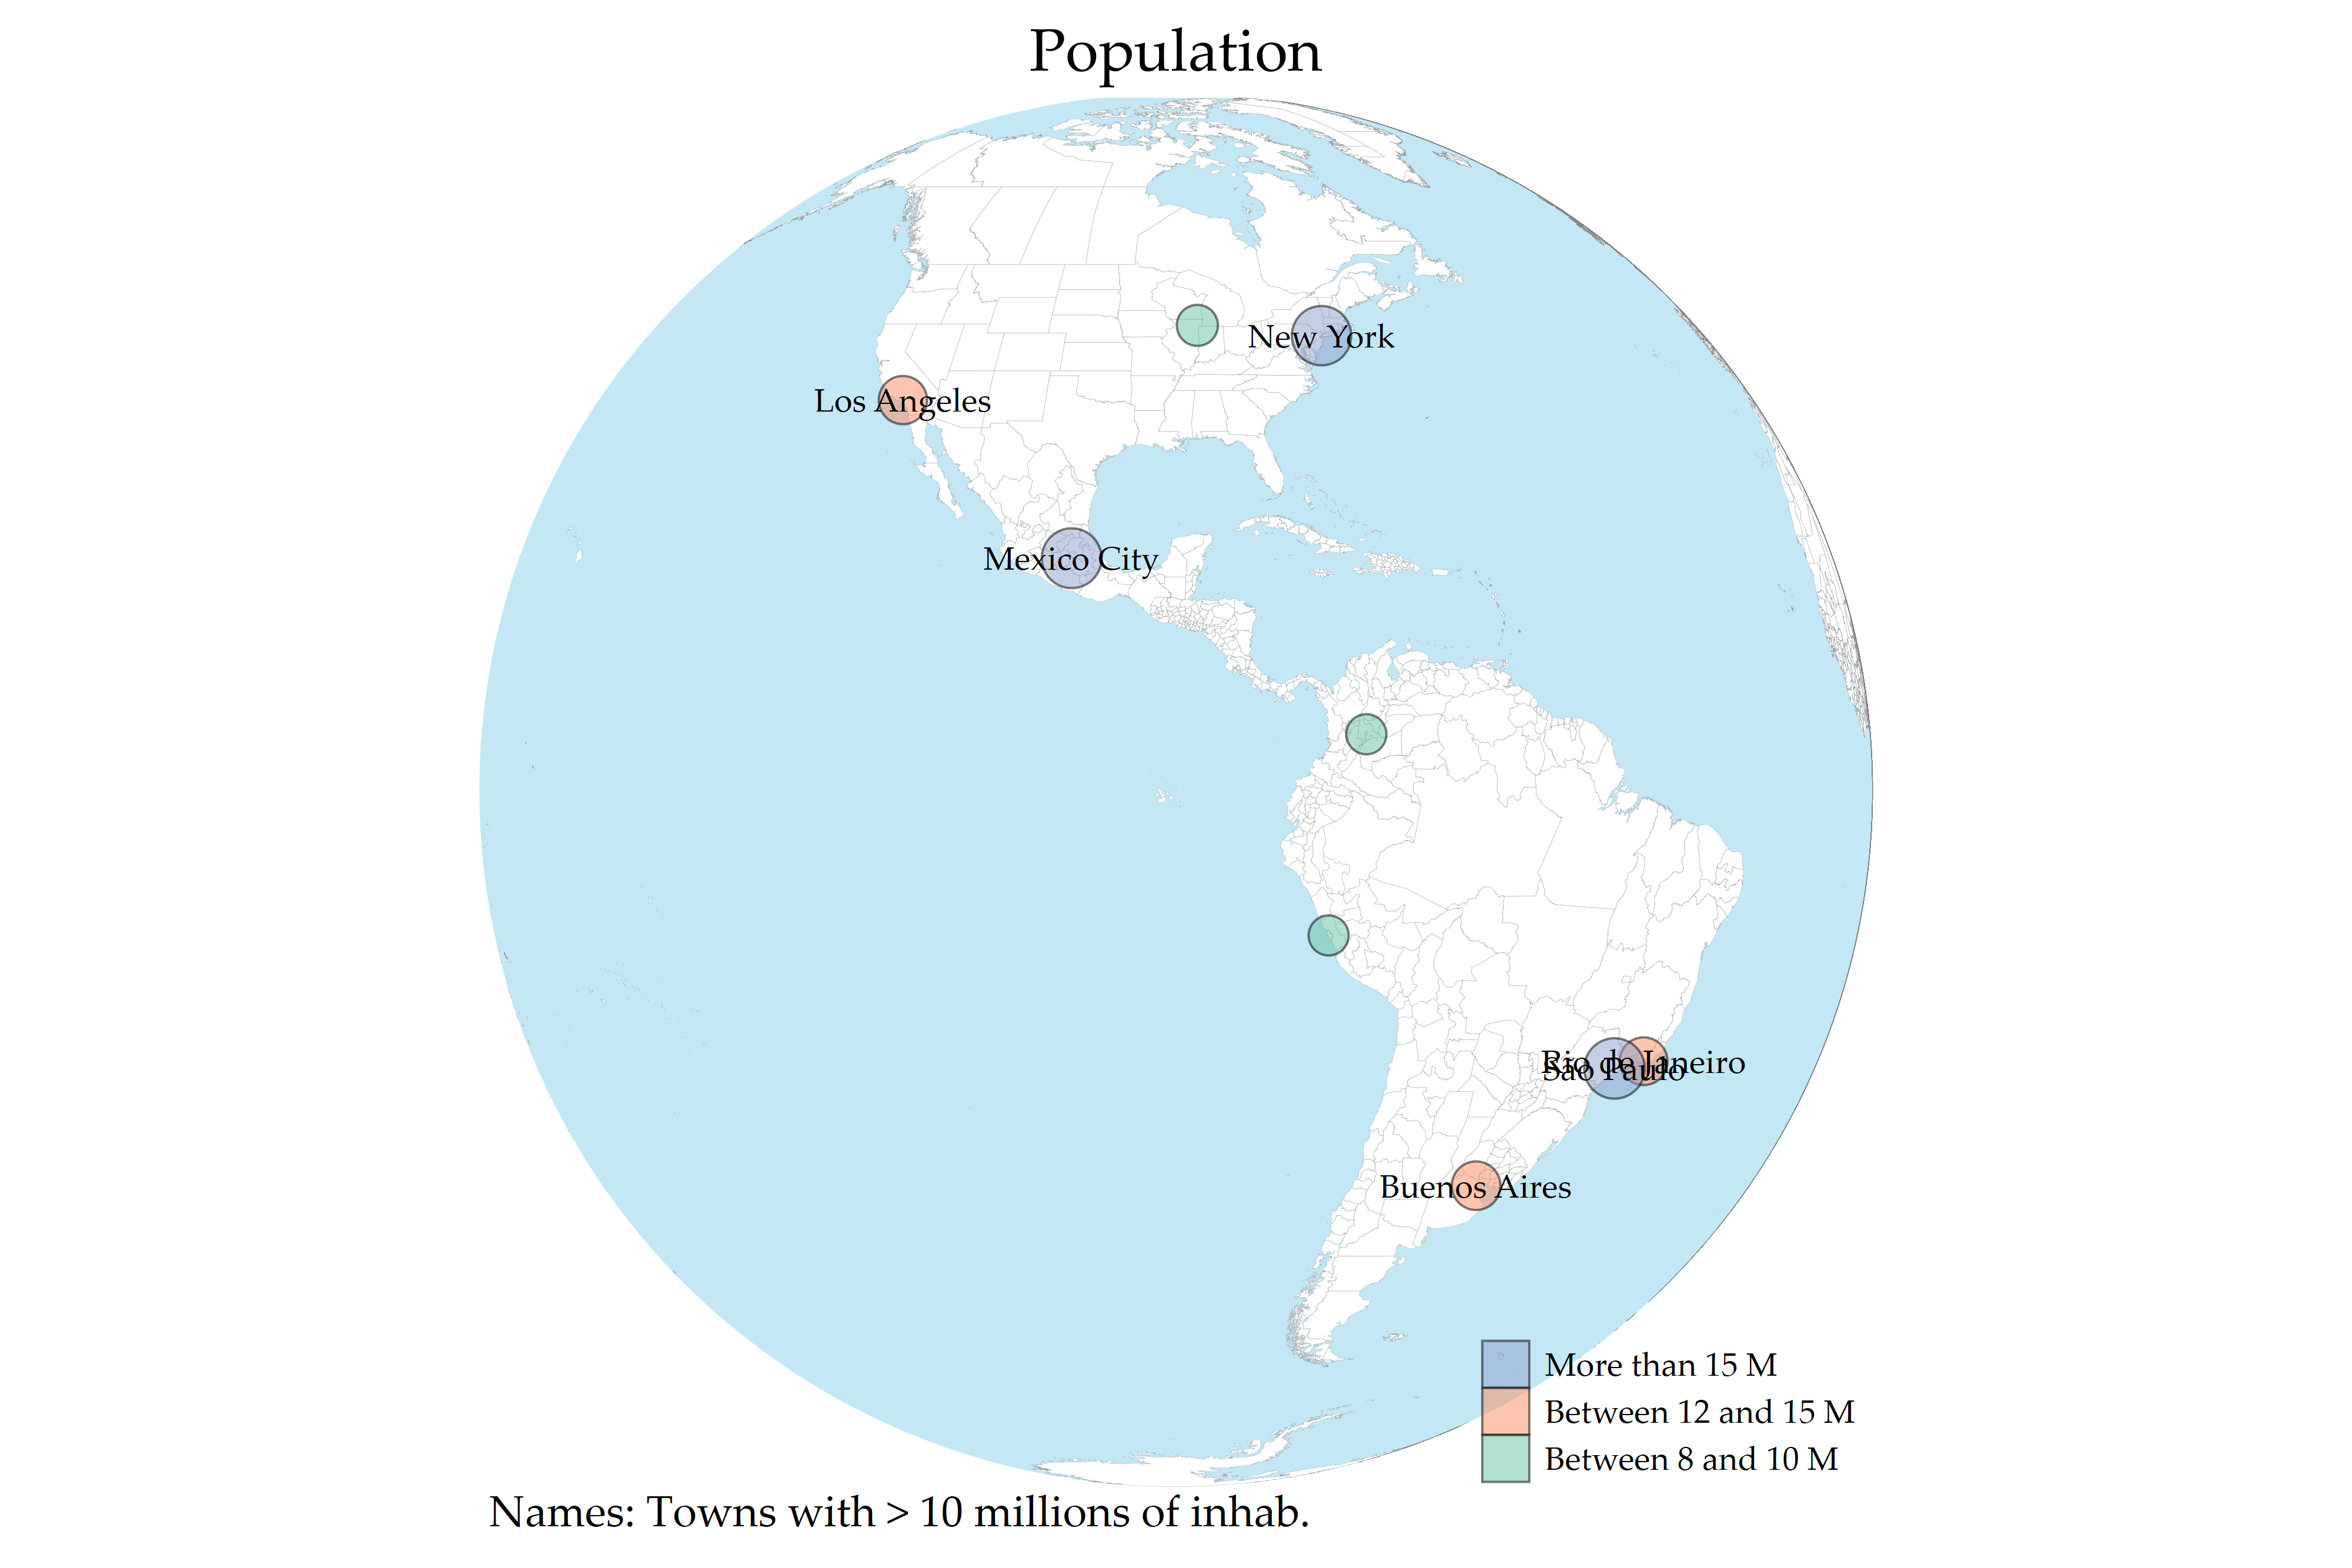 Population
New York
Los Angeles
Mexico City
Rio de Janeiro
São Paulo
Buenos Aires
More than 15 M
Between 12 and 15 M
Between 8 and 10 M
Names: Towns with > 10 millions of inhab.